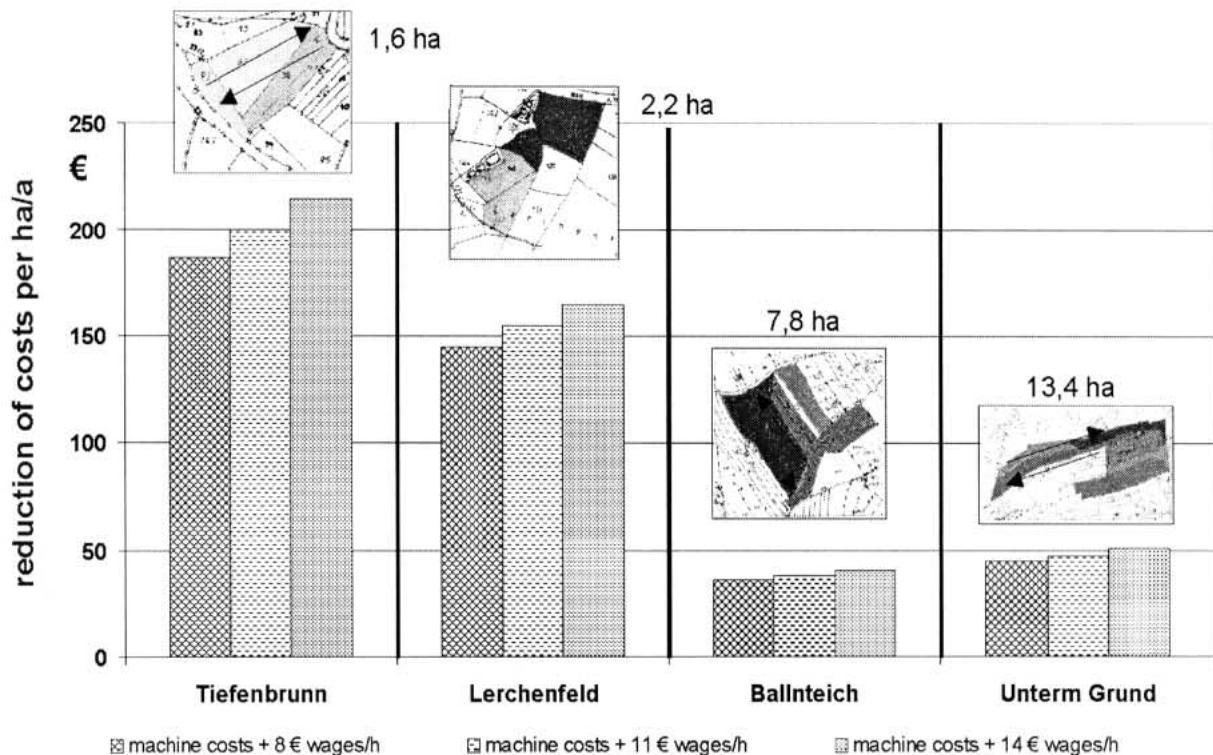 1,6 ha
2,2 ha
250
€
200
150
100
50
0
reduction of costs per ha/a
7,8 ha
13,4 ha
Tiefenbrunn
Lerchenfeld
Ballnteich
Unterm Grund
machine costs + 8 € wages/h
machine costs + 11 € wages/h
machine costs + 14 € wages/h